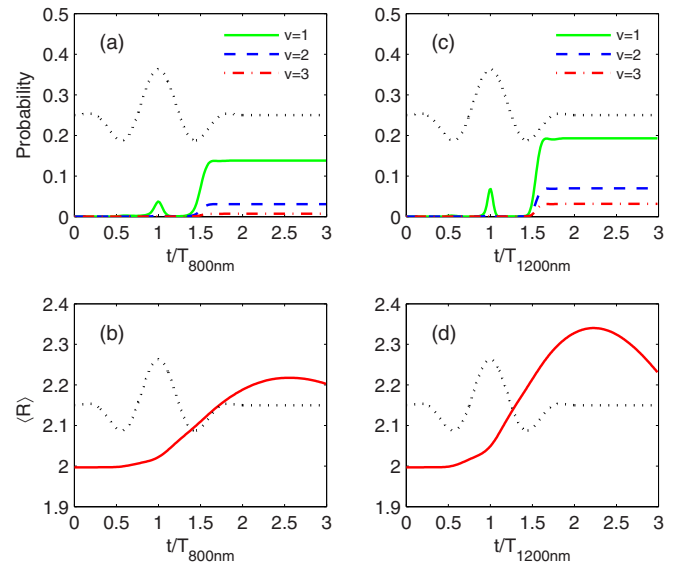 (a)
v=1
v=2
v=3
Probability
0.5
0.4
0.3
0.2
0.1
0
0 0.5 1 1.5 2 2.5 3
t/T800nm
(c)
v=1
v=2
v=3
0.5
0.4
0.3
0.2
0.1
0
0 0.5 1 1.5 2 2.5 3
t/T1200nm
(b)
⟨R⟩
2.4
2.3
2.2
2.1
2
1.9
0 0.5 1 1.5 2 2.5 3
t/T800nm
(d)
2.4
2.3
2.2
2.1
2
1.9
0 0.5 1 1.5 2 2.5 3
t/T1200nm